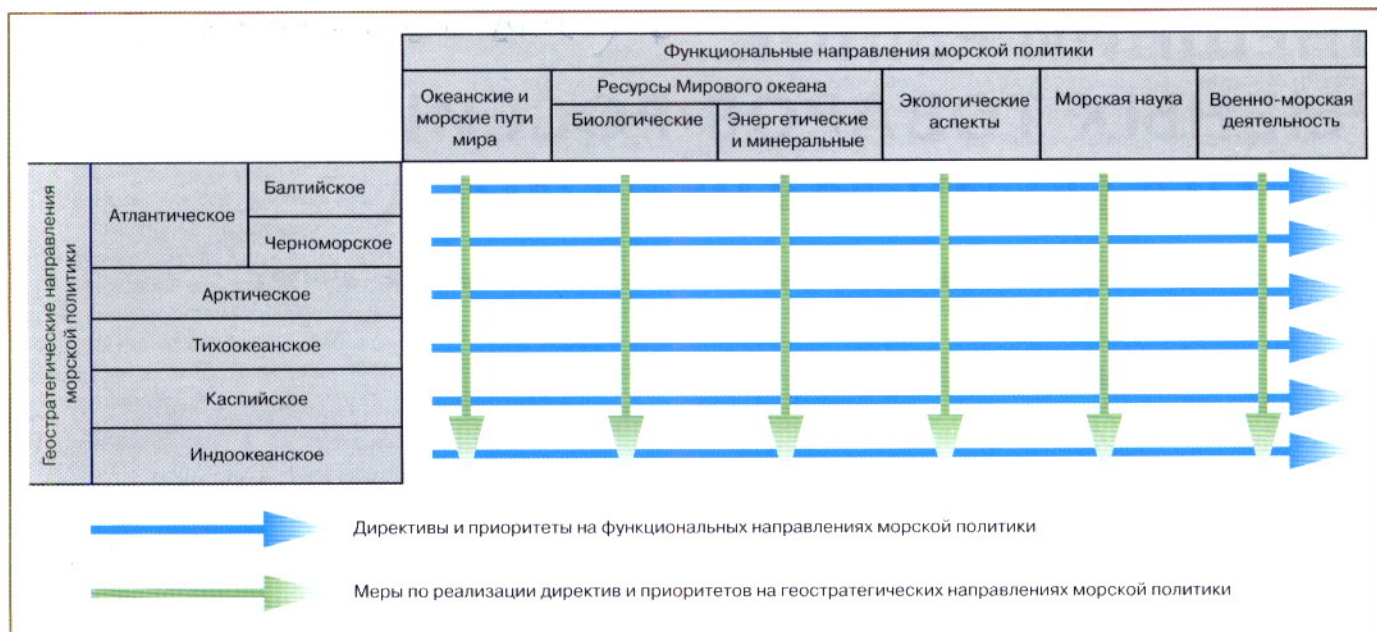 Функциональные направления морской политики
Океанские и
морские пути
мира
Ресурсы Мирового океана
Биологические
Энергетические
и минеральные
Экологические
аспекты
Морская наука
Военно-морская
деятельность
Геостратегические направления
морской политики
Атлантическое
Балтийское
Черноморское
Арктическое
Тихоокеанское
Каспийское
Индоокеанское
Директивы и приоритеты на функциональных направлениях морской политики
Меры по реализации директив и приоритетов на геостратегических направлениях морской политики